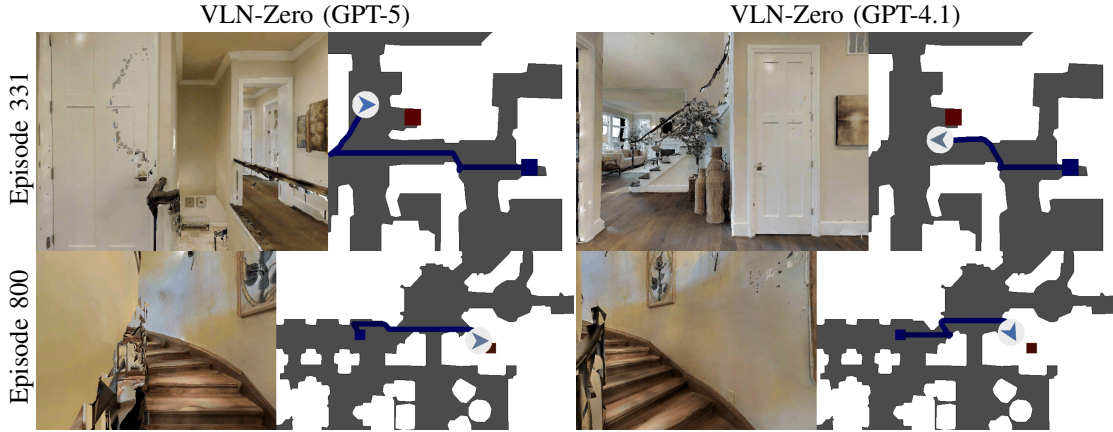 VLN-Zero (GPT-5)
VLN-Zero (GPT-4.1)
Episode 331
Episode 800